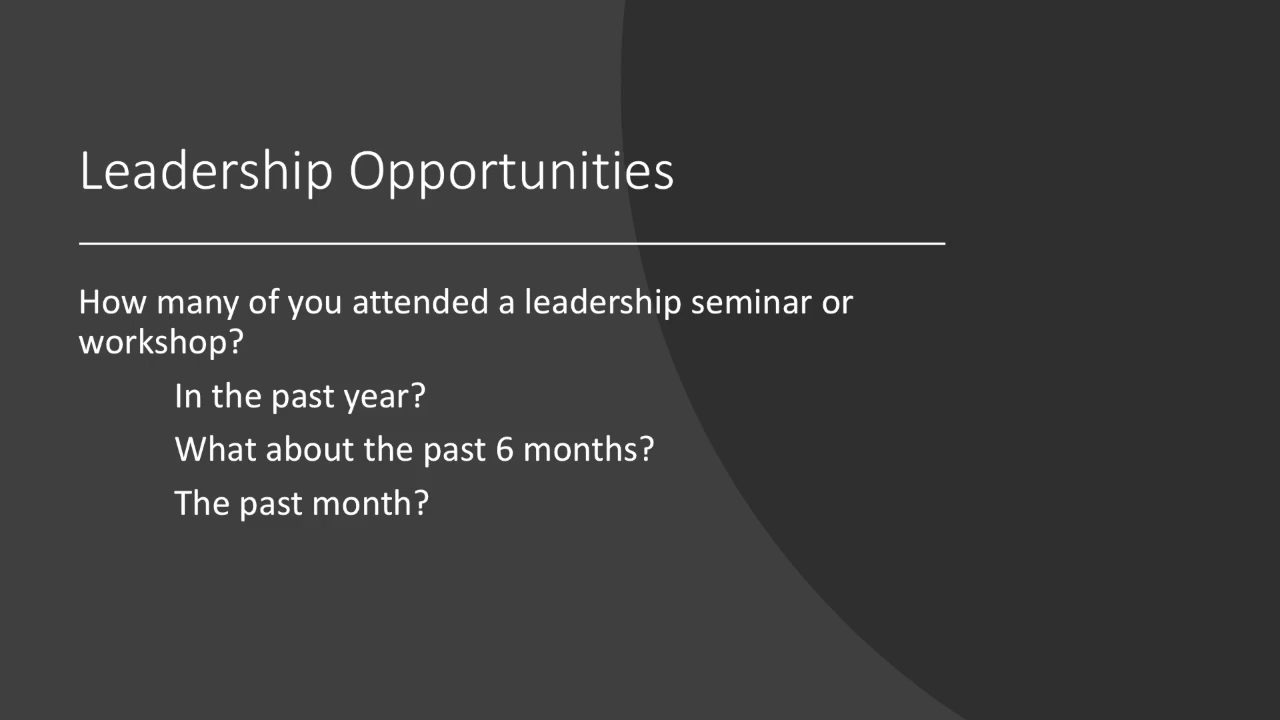 Leadership Opportunities
How many of you attended a leadership seminar or
workshop?
In the past year?
What about the past 6 months?
The past month?